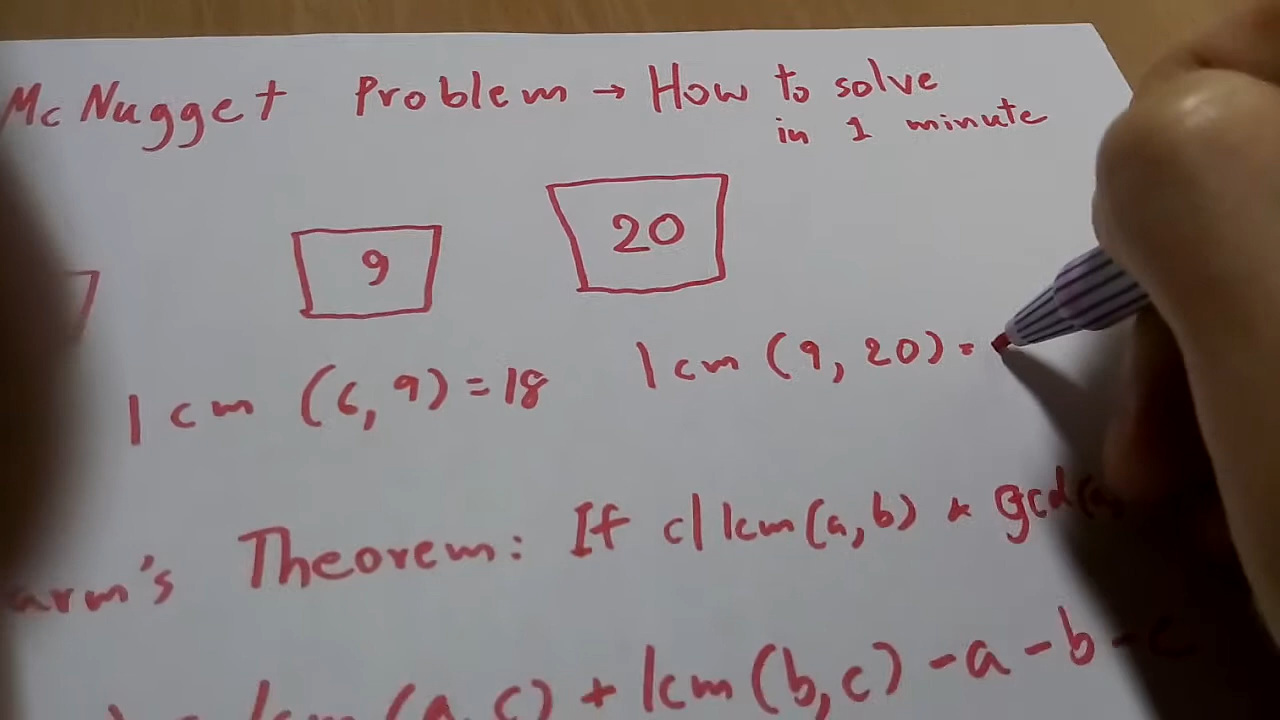 McNugget Problem → How to solve
in 1 minute
9
20
lcm (6, 9) = 18
lcm (9, 20) =
Theorem: If c | lcm(a, b) *
lcm(a, c) + lcm(b, c) - a - b - c